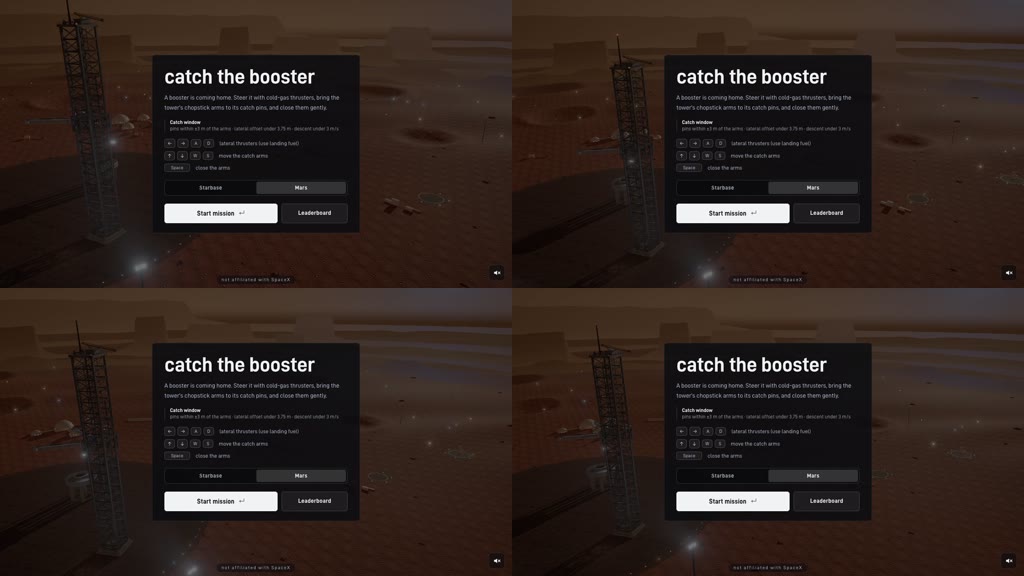 catch the booster
A booster is coming home. Steer it with cold-gas thrusters, bring the
tower's chopstick arms to its catch pins, and close them gently.
Catch window
pins within ±3 m of the arms · lateral offset under 3.75 m · descent under 3 m/s
← → A D lateral thrusters (use landing fuel)
↑ ↓ W S move the catch arms
Space close the arms
Starbase Mars
Start mission ↵ Leaderboard
not affiliated with SpaceX
catch the booster
A booster is coming home. Steer it with cold-gas thrusters, bring the
tower's chopstick arms to its catch pins, and close them gently.
Catch window
pins within ±3 m of the arms · lateral offset under 3.75 m · descent under 3 m/s
← → A D lateral thrusters (use landing fuel)
↑ ↓ W S move the catch arms
Space close the arms
Starbase Mars
Start mission ↵ Leaderboard
not affiliated with SpaceX
catch the booster
A booster is coming home. Steer it with cold-gas thrusters, bring the
tower's chopstick arms to its catch pins, and close them gently.
Catch window
pins within ±3 m of the arms · lateral offset under 3.75 m · descent under 3 m/s
← → A D lateral thrusters (use landing fuel)
↑ ↓ W S move the catch arms
Space close the arms
Starbase Mars
Start mission ↵ Leaderboard
not affiliated with SpaceX
catch the booster
A booster is coming home. Steer it with cold-gas thrusters, bring the
tower's chopstick arms to its catch pins, and close them gently.
Catch window
pins within ±3 m of the arms · lateral offset under 3.75 m · descent under 3 m/s
← → A D lateral thrusters (use landing fuel)
↑ ↓ W S move the catch arms
Space close the arms
Starbase Mars
Start mission ↵ Leaderboard
not affiliated with SpaceX